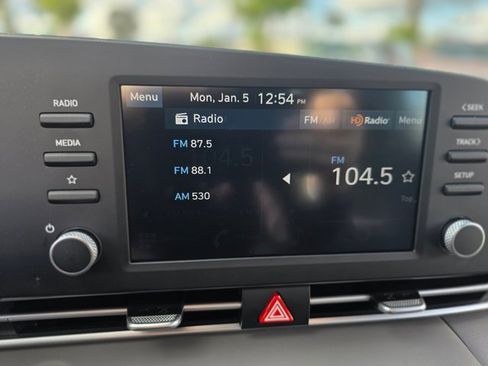 RADIO
MEDIA
Menu Mon, Jan. 5 12:54 PM
Radio FM AM HD Radio Menu
FM 87.5
FM 88.1
AM 530
FM
104.5
SEEK
TRACK
SETUP